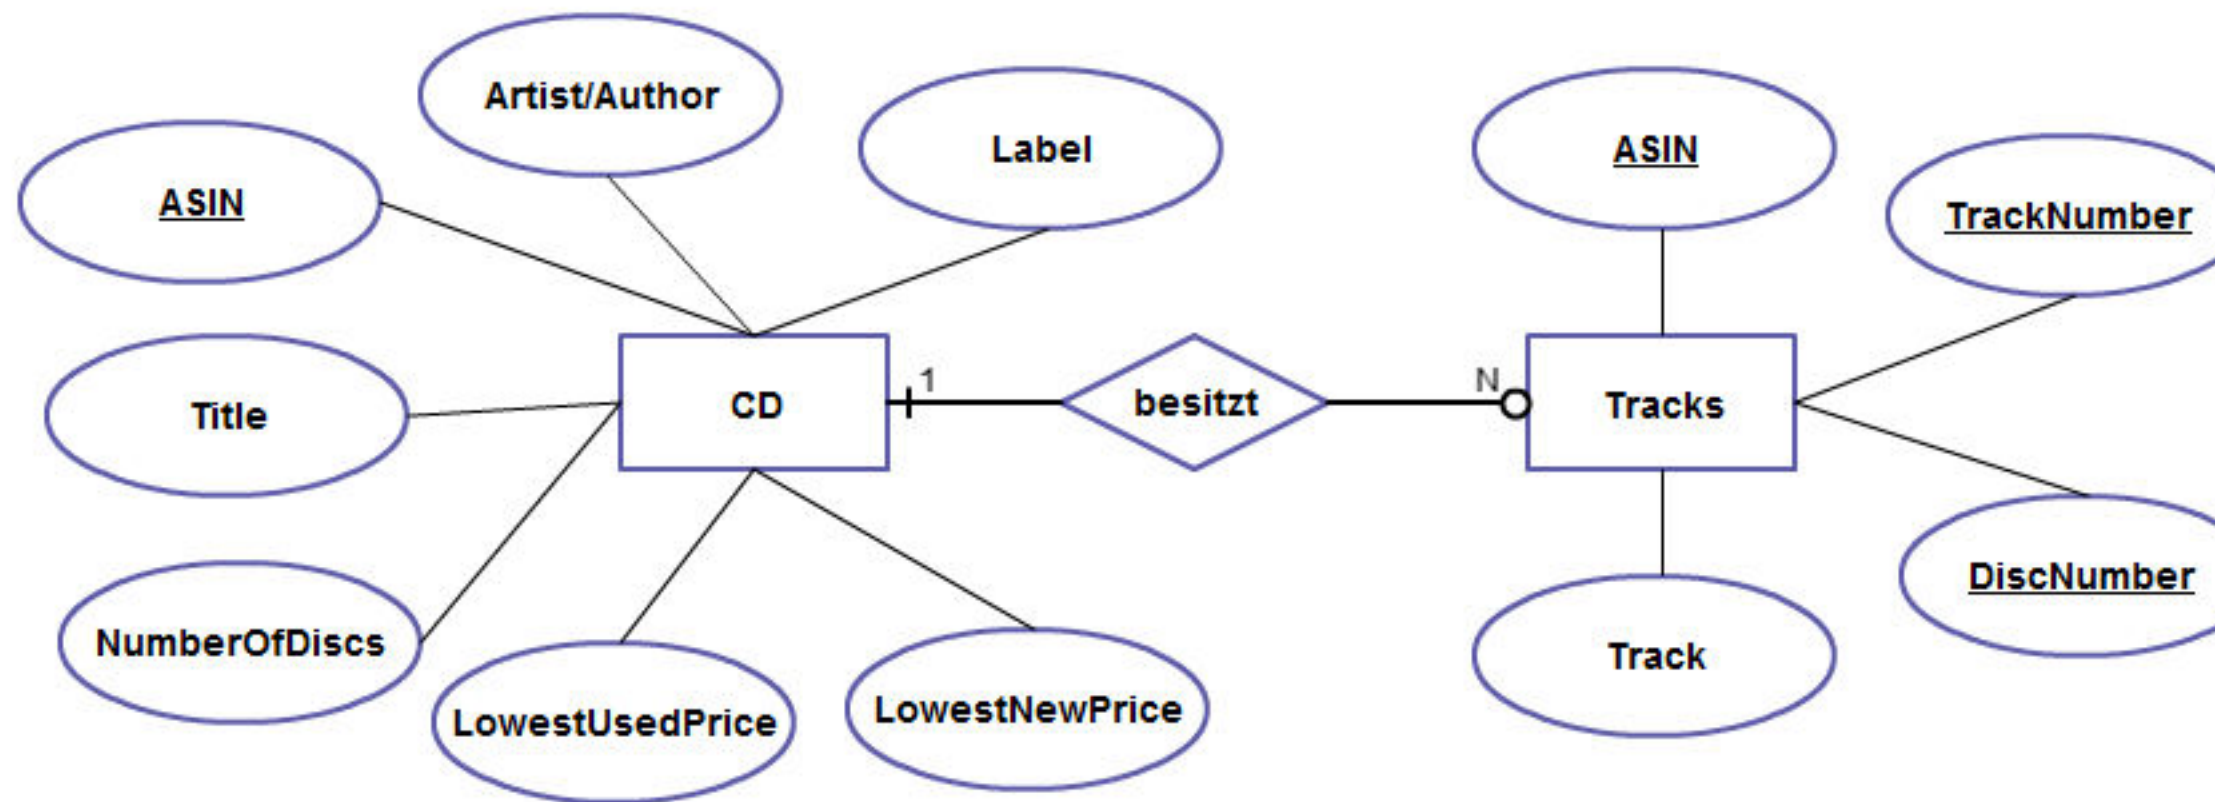 Artist/Author
Label
ASIN
ASIN
TrackNumber
Title
CD
1
besitzt
N
Tracks
NumberOfDiscs
LowestUsedPrice
LowestNewPrice
Track
DiscNumber